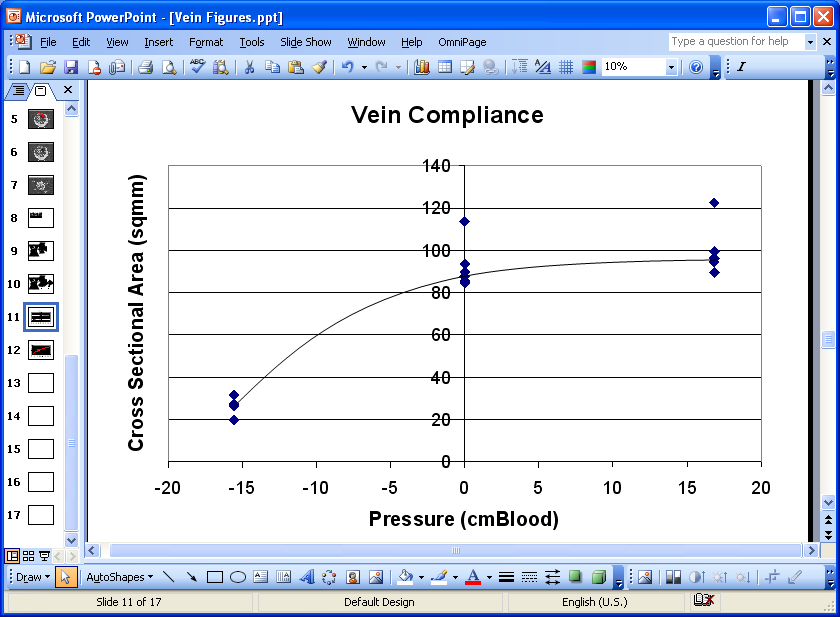 Microsoft PowerPoint - [Vein Figures.ppt]
File Edit View Insert Format Tools Slide Show Window Help OmniPage
Type a question for help
10%
I
5
6
7
8
9
10
11
12
13
14
15
16
17
Vein Compliance
Cross Sectional Area (sqmm)
140
120
100
80
60
40
20
0
-20 -15 -10 -5 0 5 10 15 20
Pressure (cmBlood)
Draw AutoShapes
Slide 11 of 17 Default Design English (U.S.)